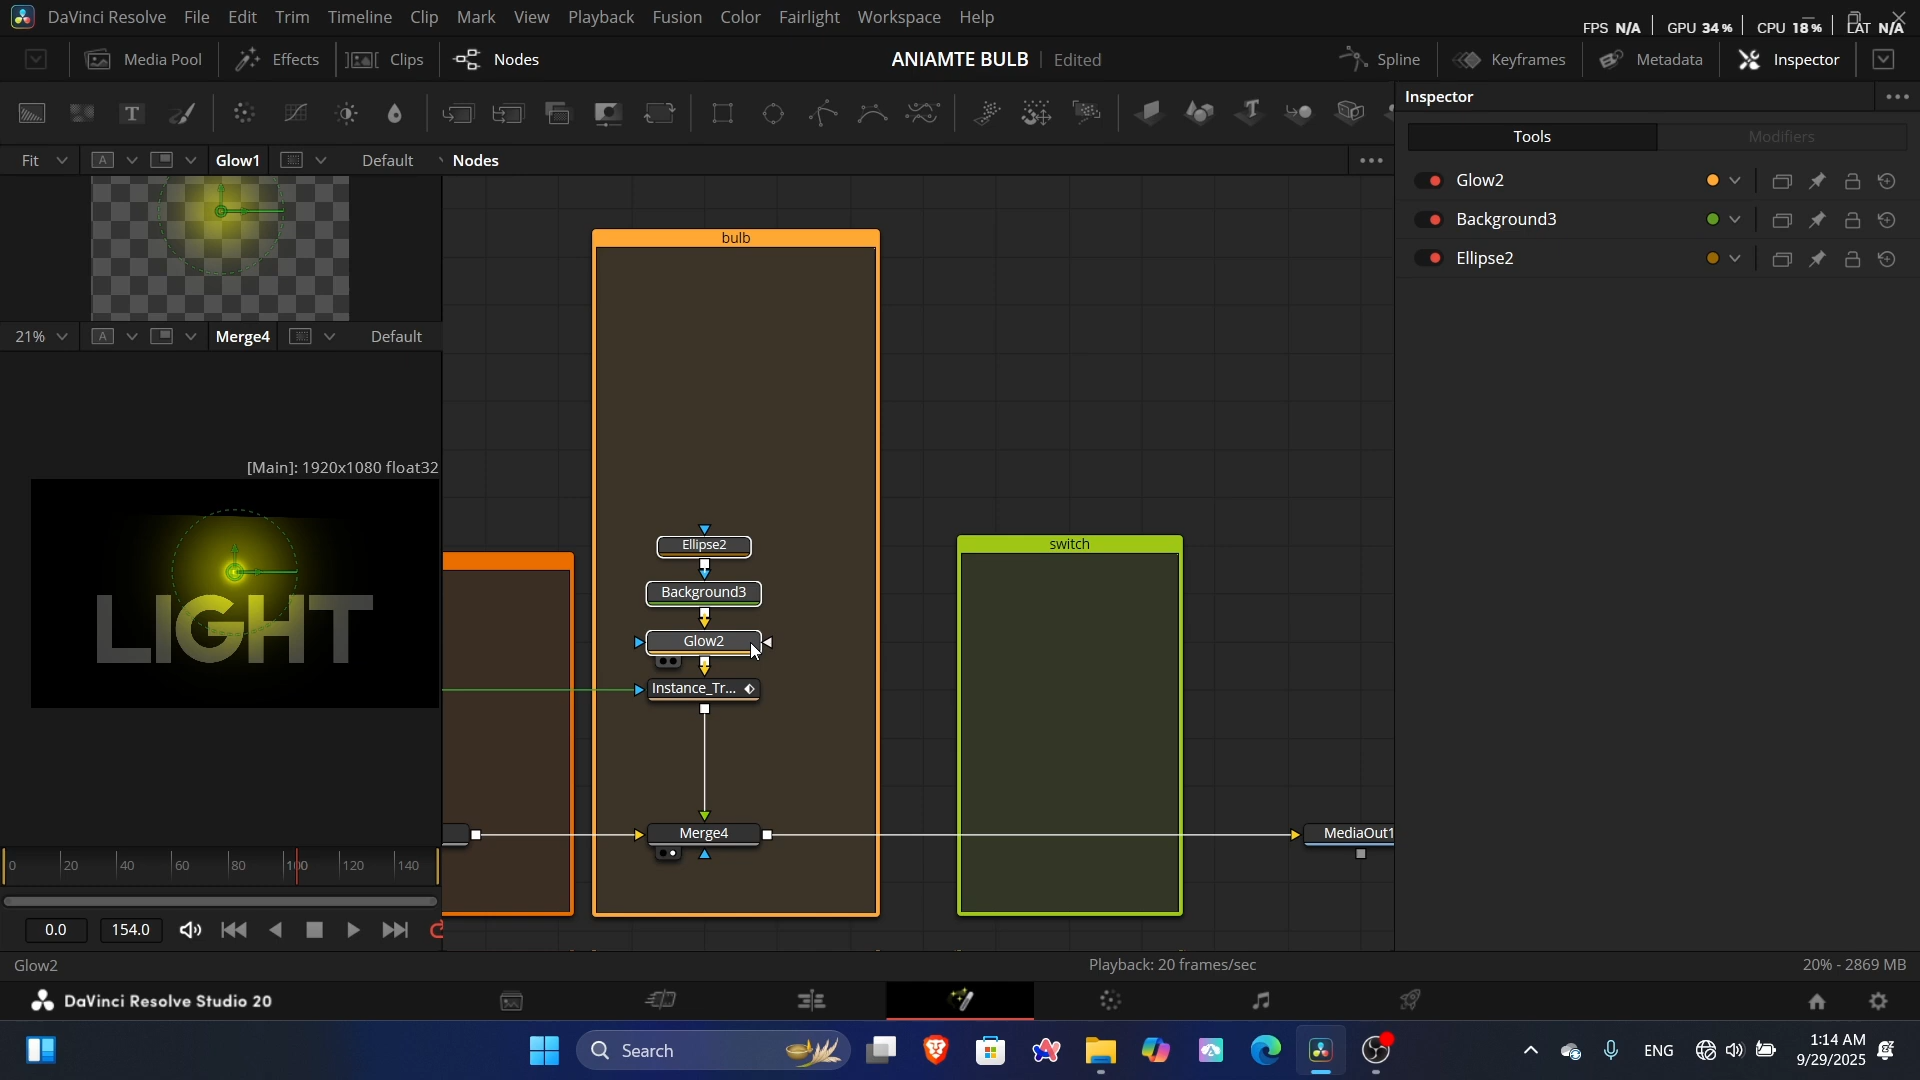 DaVinci Resolve File Edit Trim Timeline Clip Mark View Playback Fusion Color Fairlight Workspace Help
FPS N/A GPU 34% CPU 18% LAT N/A
Media Pool Effects Clips Nodes ANIAMTE BULB Edited Spline Keyframes Metadata Inspector
Inspector
Tools Modifiers
Fit A Glow1 Default Nodes
Glow2
Background3
Ellipse2
bulb
21% A Merge4 Default
[Main]: 1920x1080 float32
LIGHT
Ellipse2
Background3
Glow2
Instance_Tr...
Merge4
switch
MediaOut1
0 20 40 60 80 100 120 140
0.0 154.0
Glow2 Playback: 20 frames/sec 20% - 2869 MB
DaVinci Resolve Studio 20
Search
ENG
1:14 AM
9/29/2025